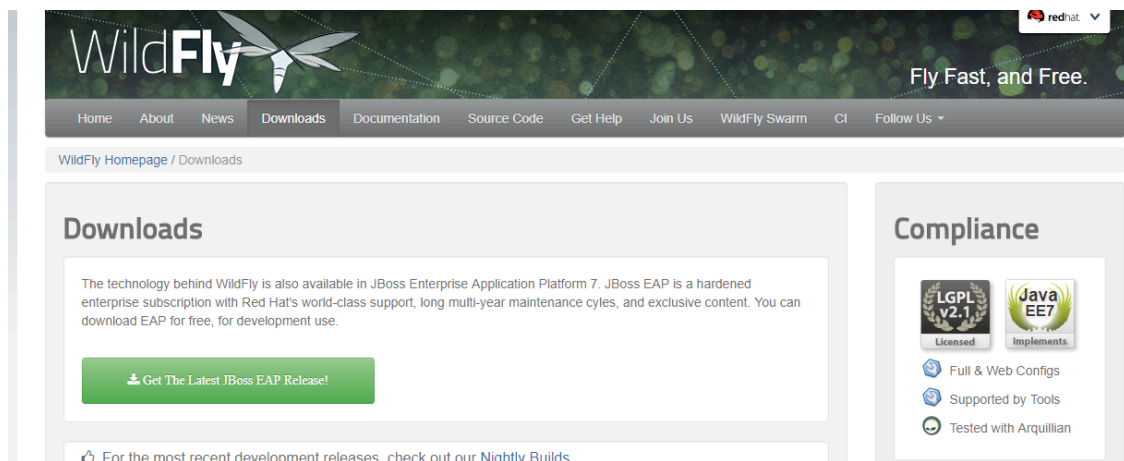 redhat
WildFly
Fly Fast, and Free.
Home About News Downloads Documentation Source Code Get Help Join Us WildFly Swarm CI Follow Us
WildFly Homepage / Downloads
Downloads
The technology behind WildFly is also available in JBoss Enterprise Application Platform 7. JBoss EAP is a hardened
enterprise subscription with Red Hat's world-class support, long multi-year maintenance cyles, and exclusive content. You can
download EAP for free, for development use.
Get The Latest JBoss EAP Release!
For the most recent development releases, check out our Nightly Builds
Compliance
LGPL
v2.1
Licensed
Java
EE7
Implements
Full & Web Configs
Supported by Tools
Tested with Arquillian